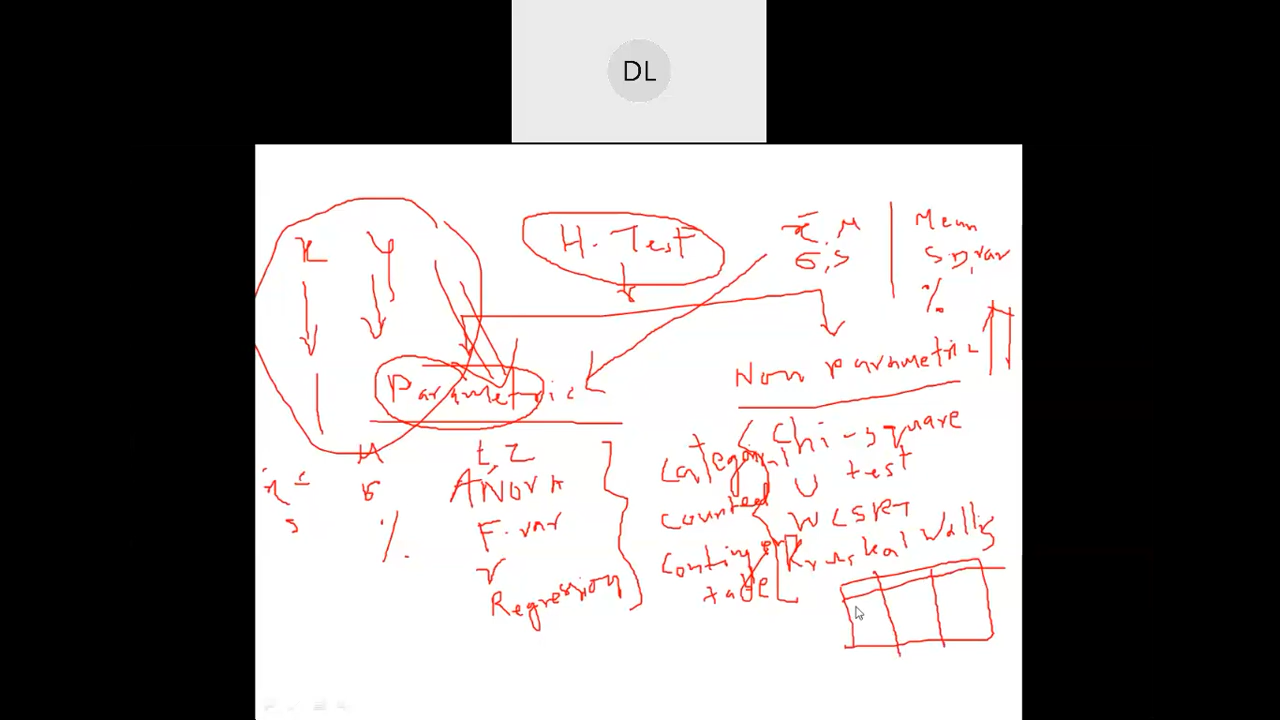 DL
x y
H. Test
x̄, μ
σ, s
Mean
SD, var
%
Parametric
Non parametric
t, z
ANOVA
F. var
r
Regression
x̄ =
s
μ
σ
%.
Categorical
Counted
Contingency
table
Chi-square
U test
WCSRT
Kruskal Wallis